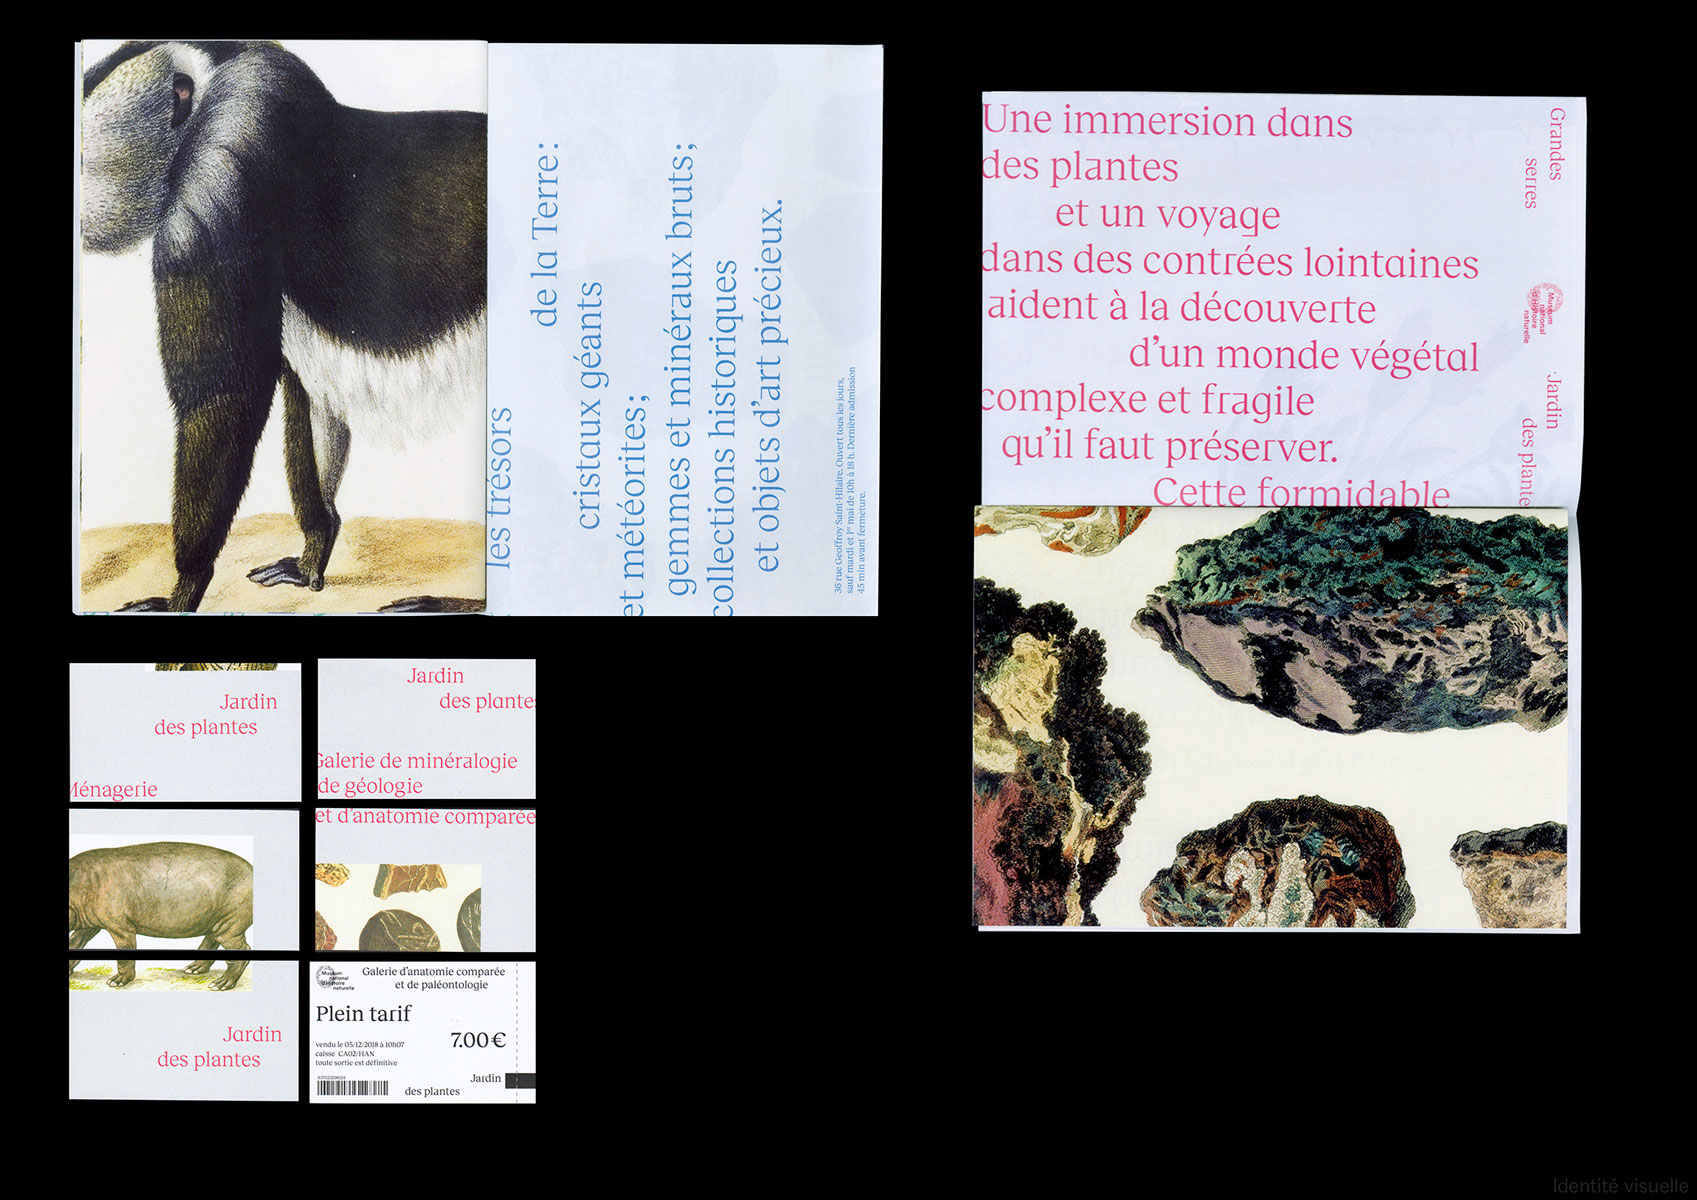 les trésors
de la Terre:
cristaux géants
et météorites;
gemmes et minéraux bruts;
collections historiques
et objets d'art précieux.
36 rue Geoffroy Saint-Hilaire. Ouvert tous les jours,
sauf mardi et 1er mai de 10h à 18 h. Dernière admission
45 min avant fermeture.
Une immersion dans
des plantes
et un voyage
dans des contrées lointaines
aident à la découverte
d'un monde végétal
complexe et fragile
qu'il faut préserver.
Cette formidable
Grandes
serres
Muséum
national
d'Histoire
naturelle
Jardin
des plante
Jardin
des plantes
Ménagerie
Jardin
des plantes
Galerie de minéralogie
de géologie
et d'anatomie comparée
Jardin
des plantes
Muséum
national
d'Histoire
naturelle
Galerie d'anatomie comparée
et de paléontologie
Plein tarif
7.00 €
vendu le 05/12/2018 à 10h07
caisse CA02/HAN
toute sortie est définitive
Jardin
des plantes
Identité visuelle